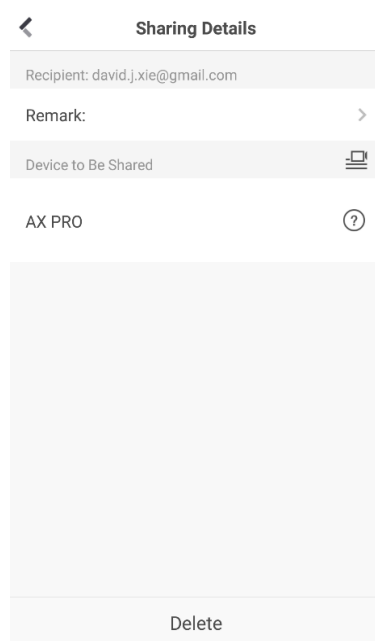 Sharing Details
Recipient: david.j.xie@gmail.com
Remark:
Device to Be Shared
AX PRO
?
Delete